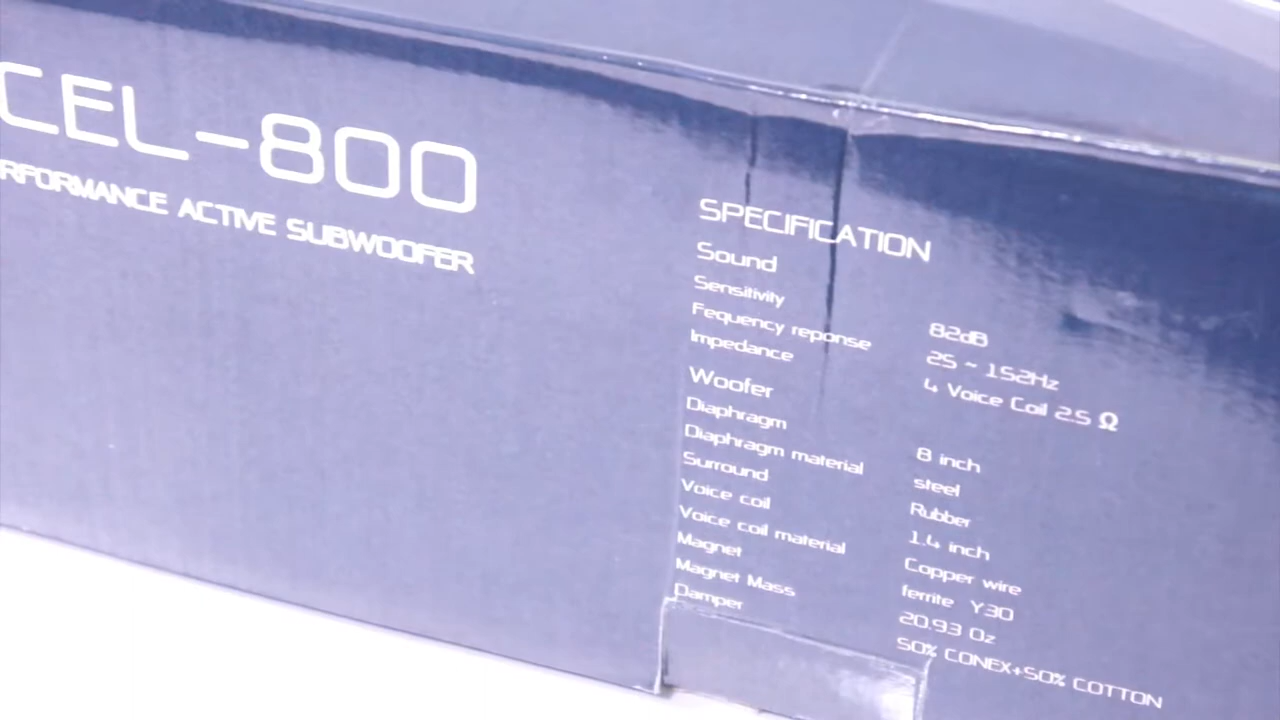 CEL-800
RFORMANCE ACTIVE SUBWOOFER
SPECIFICATION
Sound
Sensitivity 82dB
Fequency reponse 25 ~ 152Hz
Impedance 4 Voice Coil 2.5 Ω
Woofer
Diaphragm 8 inch
Diaphragm material steel
Surround Rubber
Voice coil 1.4 inch
Voice coil material Copper wire
Magnet ferrite Y30
Magnet Mass 20.93 Oz
Damper 50% CONEX+50% COTTON